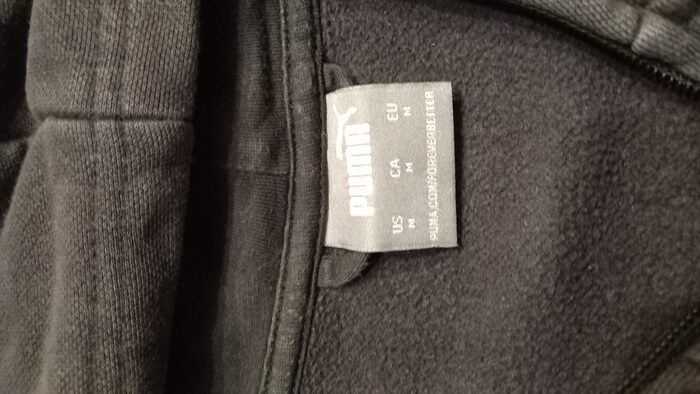 PUMA
US CA EU
M M M
PUMA.COM/FOREVERBETTER